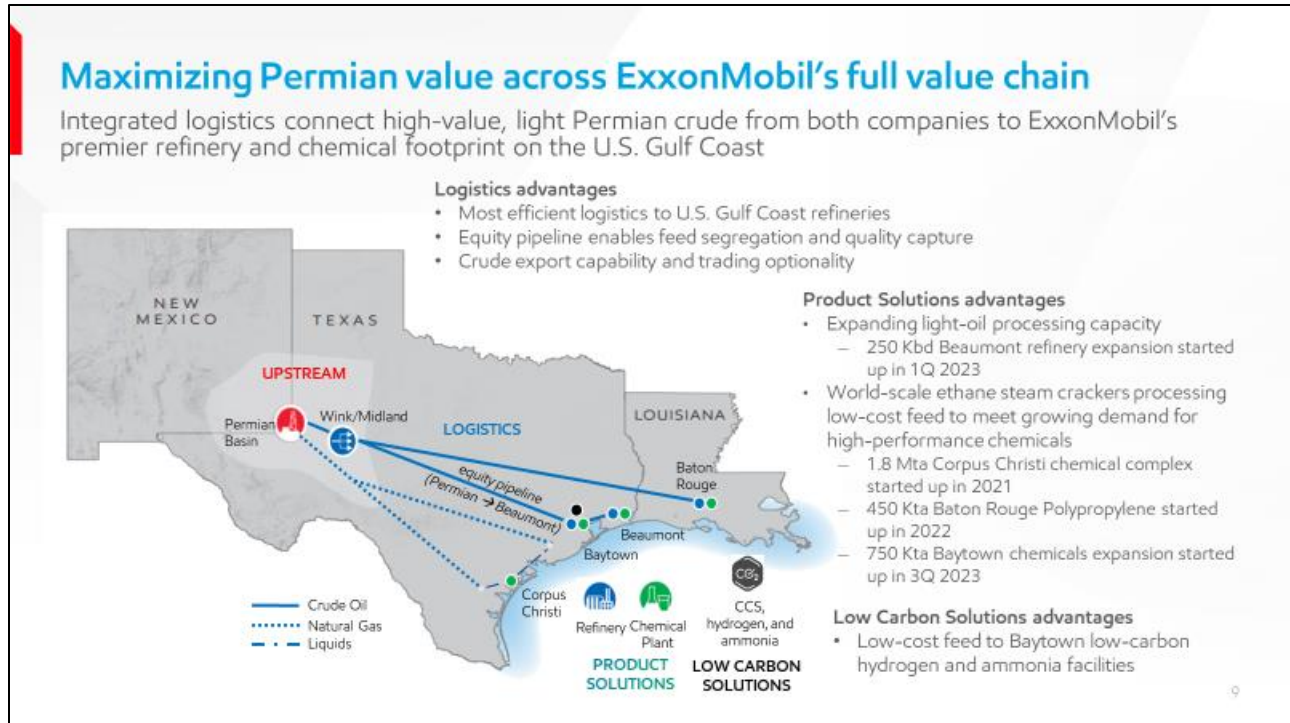 Maximizing Permian value across ExxonMobil's full value chain
Integrated logistics connect high-value, light Permian crude from both companies to ExxonMobil's
premier refinery and chemical footprint on the U.S. Gulf Coast
Logistics advantages
• Most efficient logistics to U.S. Gulf Coast refineries
• Equity pipeline enables feed segregation and quality capture
• Crude export capability and trading optionality
NEW
MEXICO
TEXAS
UPSTREAM
Permian
Basin
Wink/Midland
LOGISTICS
equity pipeline
(Permian → Beaumont)
LOUISIANA
Baton
Rouge
Beaumont
Baytown
Corpus
Christi
Crude Oil
Natural Gas
Liquids
Refinery
Chemical
Plant
PRODUCT
SOLUTIONS
CO₂
CCS,
hydrogen, and
ammonia
LOW CARBON
SOLUTIONS
Product Solutions advantages
• Expanding light-oil processing capacity
– 250 Kbd Beaumont refinery expansion started
up in 1Q 2023
• World-scale ethane steam crackers processing
low-cost feed to meet growing demand for
high-performance chemicals
– 1.8 Mta Corpus Christi chemical complex
started up in 2021
– 450 Kta Baton Rouge Polypropylene started
up in 2022
– 750 Kta Baytown chemicals expansion started
up in 3Q 2023
Low Carbon Solutions advantages
• Low-cost feed to Baytown low-carbon
hydrogen and ammonia facilities
9